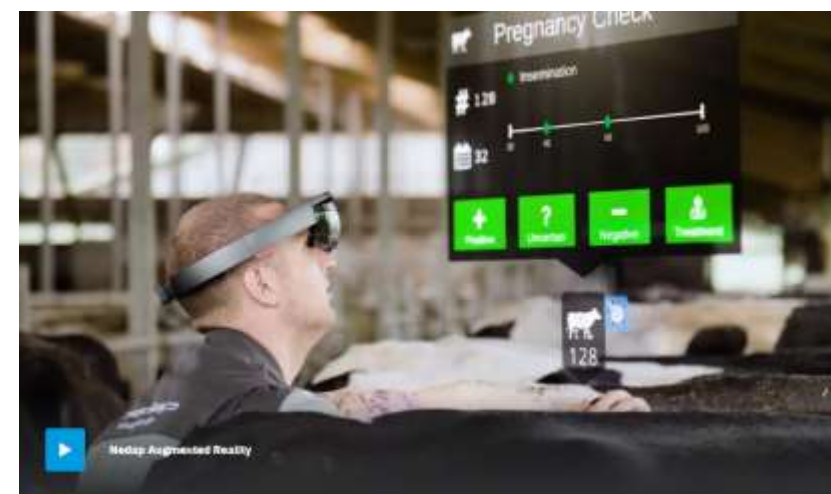 Pregnancy Check
Insemination
# 128
32
+
?
-
Positive
Uncertain
Negative
Treatment
128
Nedap Augmented Reality